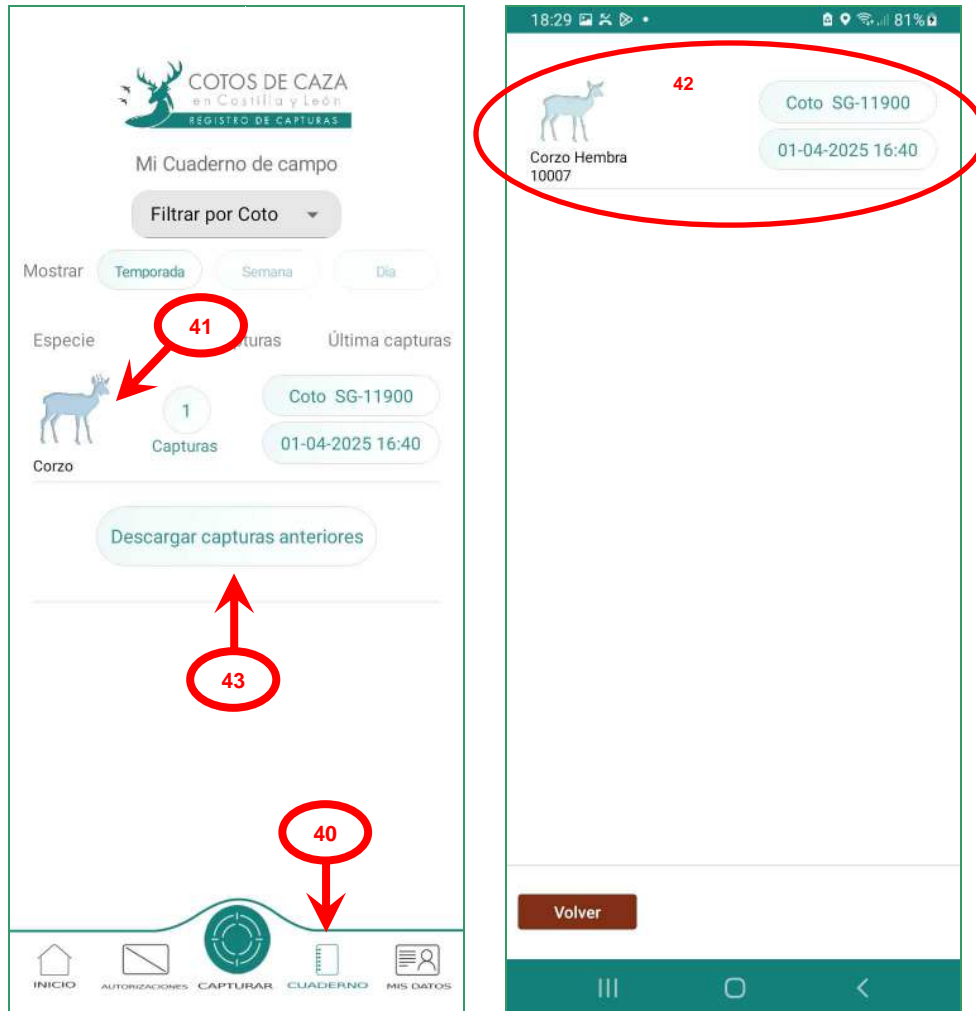 COTOS DE CAZA
en Castilla y León
REGISTRO DE CAPTURAS
Mi Cuaderno de campo
Filtrar por Coto
Mostrar Temporada Semana Día
41
Especie turas Última capturas
1
Coto SG-11900
Capturas
01-04-2025 16:40
Corzo
Descargar capturas anteriores
43
40
INICIO AUTORIZACIONES CAPTURAR CUADERNO MIS DATOS
18:29 81%
42
Coto SG-11900
01-04-2025 16:40
Corzo Hembra
10007
Volver